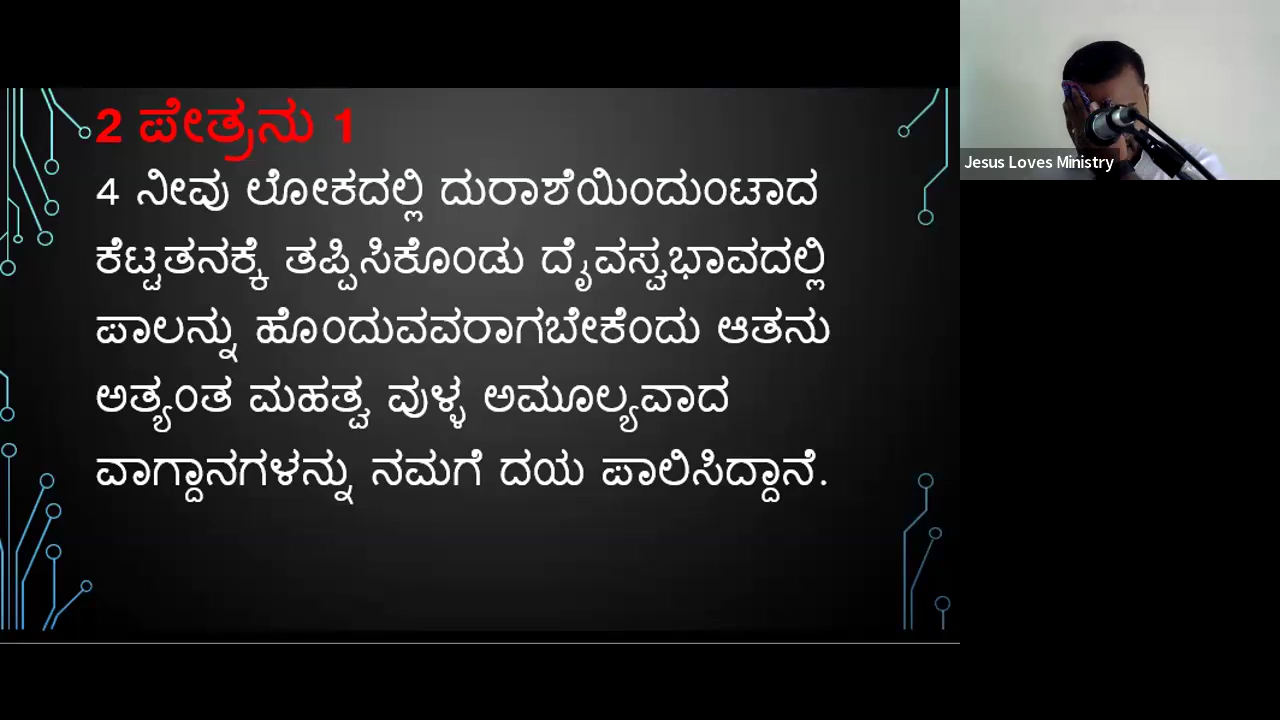 2 ಪೇತ್ರನು 1
4 ನೀವು ಲೋಕದಲ್ಲಿ ದುರಾಶೆಯಿಂದುಂಟಾದ
ಕೆಟ್ಟತನಕ್ಕೆ ತಪ್ಪಿಸಿಕೊಂಡು ದೈವಸ್ವಭಾವದಲ್ಲಿ
ಪಾಲನ್ನು ಹೊಂದುವವರಾಗಬೇಕೆಂದು ಆತನು
ಅತ್ಯಂತ ಮಹತ್ವ ವುಳ್ಳ ಅಮೂಲ್ಯವಾದ
ವಾಗ್ದಾನಗಳನ್ನು ನಮಗೆ ದಯ ಪಾಲಿಸಿದ್ದಾನೆ.
Jesus Loves Ministry